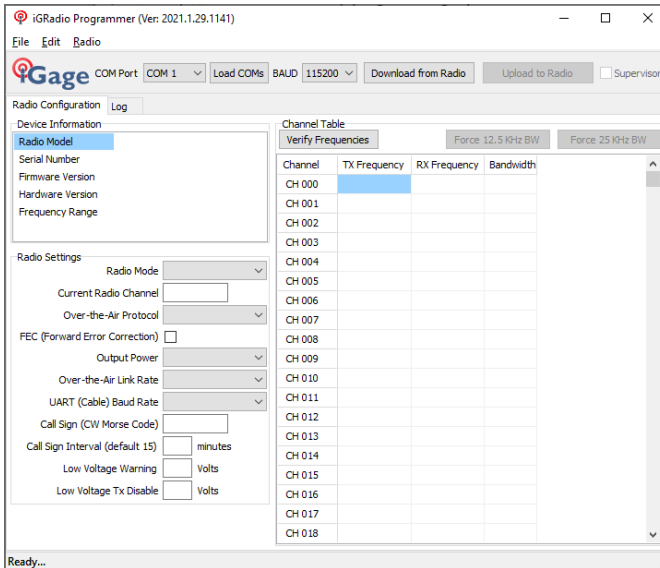 iGRadio Programmer (Ver: 2021.1.29.1141)
File Edit Radio
iGage COM Port COM 1 Load COMs BAUD 115200 Download from Radio Upload to Radio Supervisor
Radio Configuration Log
Device Information
Radio Model
Serial Number
Firmware Version
Hardware Version
Frequency Range
Radio Settings
Radio Mode
Current Radio Channel
Over-the-Air Protocol
FEC (Forward Error Correction)
Output Power
Over-the-Air Link Rate
UART (Cable) Baud Rate
Call Sign (CW Morse Code)
Call Sign Interval (default 15) minutes
Low Voltage Warning Volts
Low Voltage Tx Disable Volts
Channel Table
Verify Frequencies Force 12.5 KHz BW Force 25 KHz BW
Channel TX Frequency RX Frequency Bandwidth
CH 000
CH 001
CH 002
CH 003
CH 004
CH 005
CH 006
CH 007
CH 008
CH 009
CH 010
CH 011
CH 012
CH 013
CH 014
CH 015
CH 016
CH 017
CH 018
Ready...